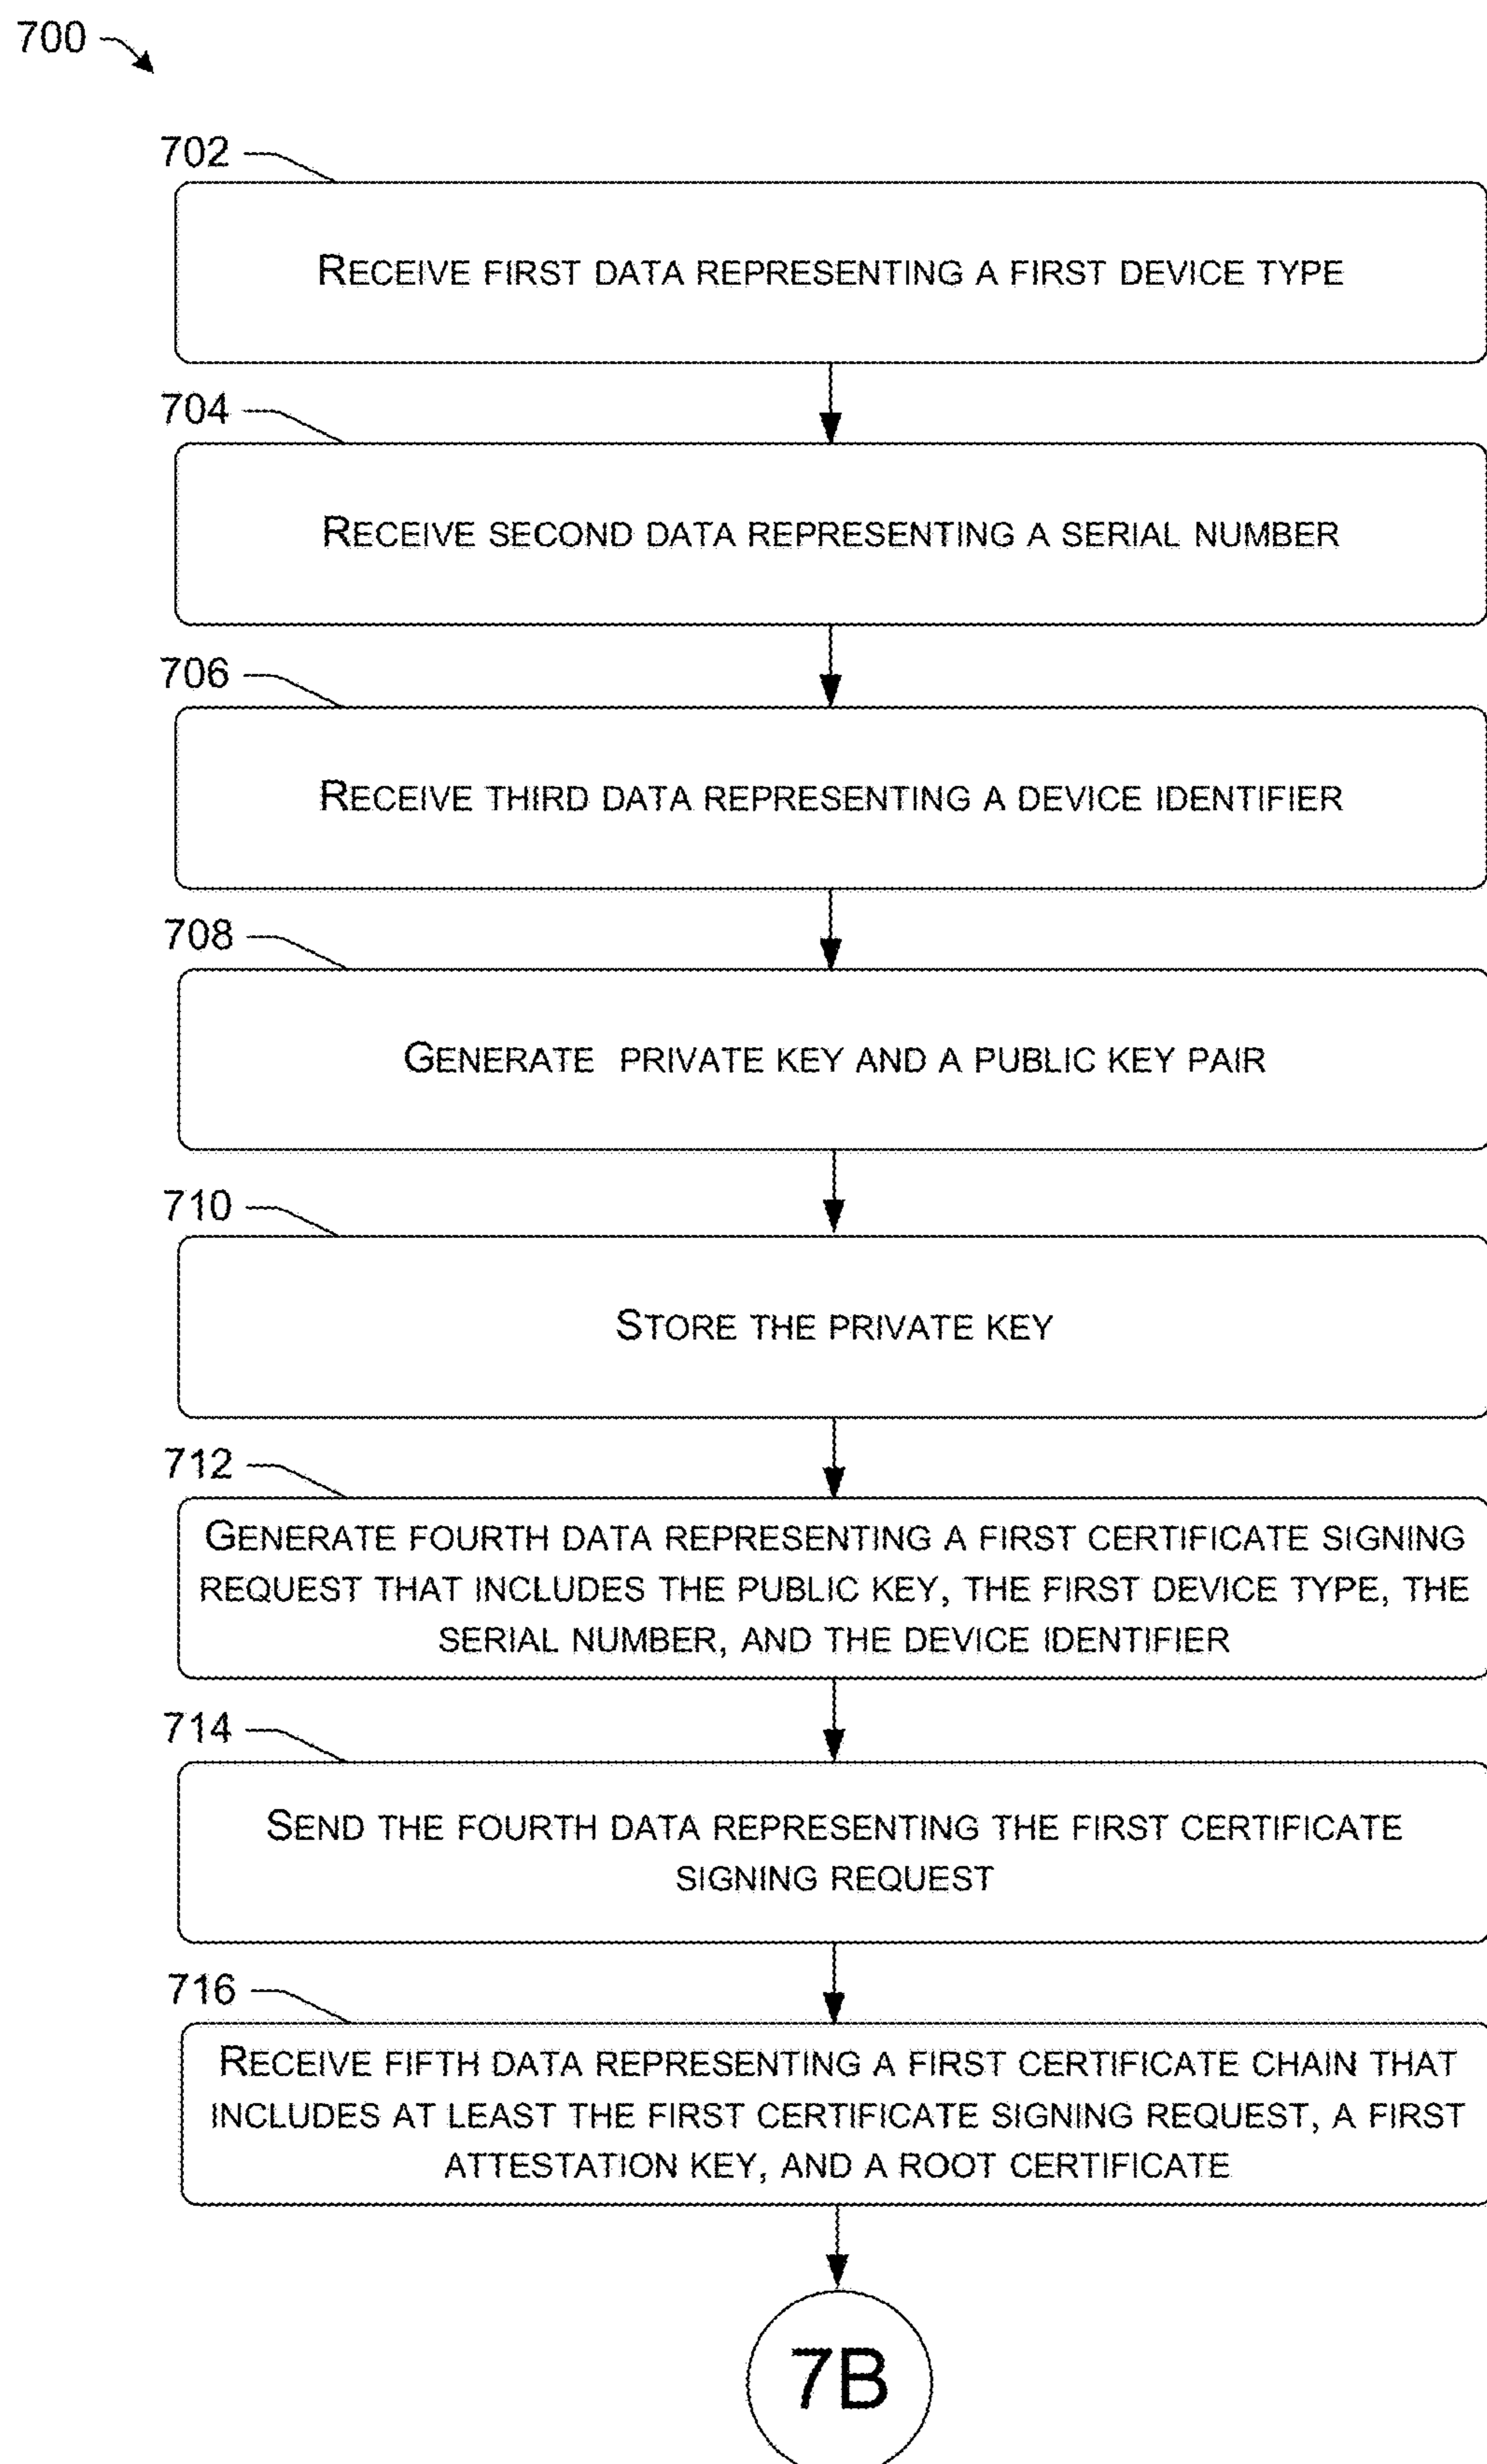 700
702
RECEIVE FIRST DATA REPRESENTING A FIRST DEVICE TYPE
704
RECEIVE SECOND DATA REPRESENTING A SERIAL NUMBER
706
RECEIVE THIRD DATA REPRESENTING A DEVICE IDENTIFIER
708
GENERATE PRIVATE KEY AND A PUBLIC KEY PAIR
710
STORE THE PRIVATE KEY
712
GENERATE FOURTH DATA REPRESENTING A FIRST CERTIFICATE SIGNING
REQUEST THAT INCLUDES THE PUBLIC KEY, THE FIRST DEVICE TYPE, THE
SERIAL NUMBER, AND THE DEVICE IDENTIFIER
714
SEND THE FOURTH DATA REPRESENTING THE FIRST CERTIFICATE
SIGNING REQUEST
716
RECEIVE FIFTH DATA REPRESENTING A FIRST CERTIFICATE CHAIN THAT
INCLUDES AT LEAST THE FIRST CERTIFICATE SIGNING REQUEST, A FIRST
ATTESTATION KEY, AND A ROOT CERTIFICATE
7B